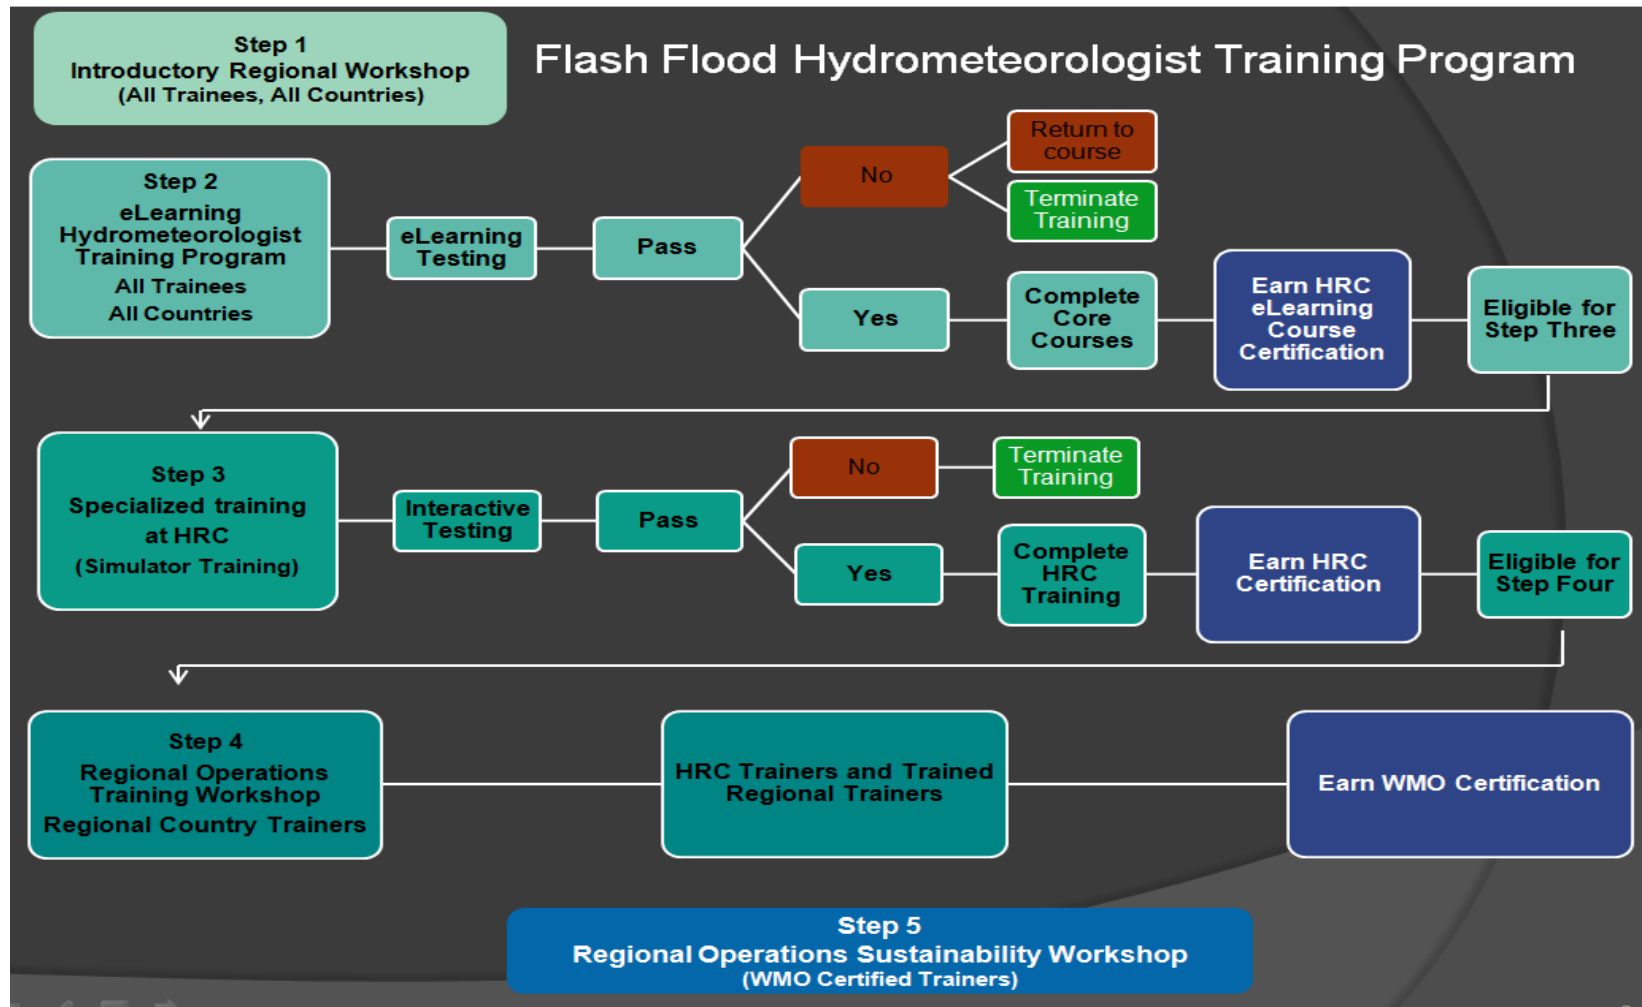 Step 1
Introductory Regional Workshop
(All Trainees, All Countries)
Flash Flood Hydrometeorologist Training Program
Step 2
eLearning
Hydrometeorologist
Training Program
All Trainees
All Countries
eLearning
Testing
Pass
No
Return to
course
Terminate
Training
Yes
Complete
Core
Courses
Earn HRC
eLearning
Course
Certification
Eligible for
Step Three
Step 3
Specialized training
at HRC
(Simulator Training)
Interactive
Testing
Pass
No
Terminate
Training
Yes
Complete
HRC
Training
Earn HRC
Certification
Eligible for
Step Four
Step 4
Regional Operations
Training Workshop
Regional Country Trainers
HRC Trainers and Trained
Regional Trainers
Earn WMO Certification
Step 5
Regional Operations Sustainability Workshop
(WMO Certified Trainers)